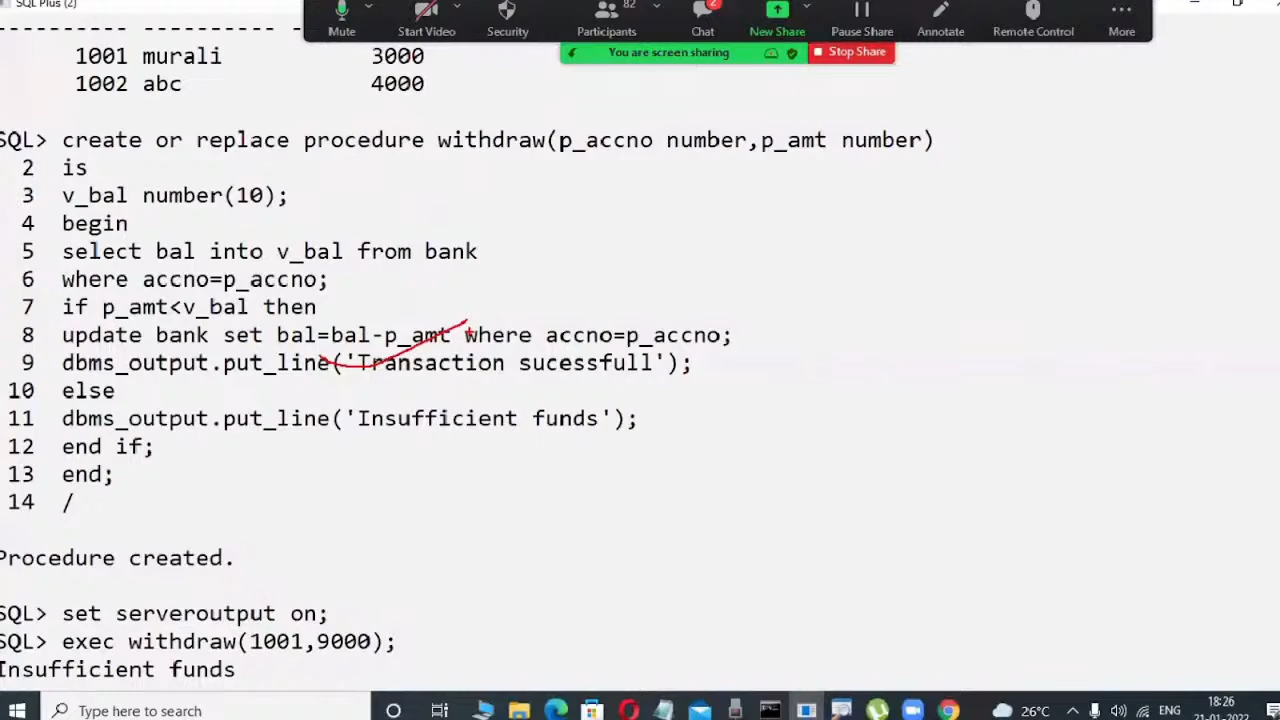 SQL Plus (2)
82
2
Mute
Start Video
Security
Participants
Chat
New Share
Pause Share
Annotate
Remote Control
More
You are screen sharing
Stop Share
---------- ---------- -
1001 murali 3000
1002 abc 4000
SQL> create or replace procedure withdraw(p_accno number,p_amt number)
2 is
3 v_bal number(10);
4 begin
5 select bal into v_bal from bank
6 where accno=p_accno;
7 if p_amt<v_bal then
8 update bank set bal=bal-p_amt where accno=p_accno;
9 dbms_output.put_line('Transaction sucessfull');
10 else
11 dbms_output.put_line('Insufficient funds');
12 end if;
13 end;
14 /
Procedure created.
SQL> set serveroutput on;
SQL> exec withdraw(1001,9000);
Insufficient funds
Type here to search
26°C
ENG
18:26
21-01-2022